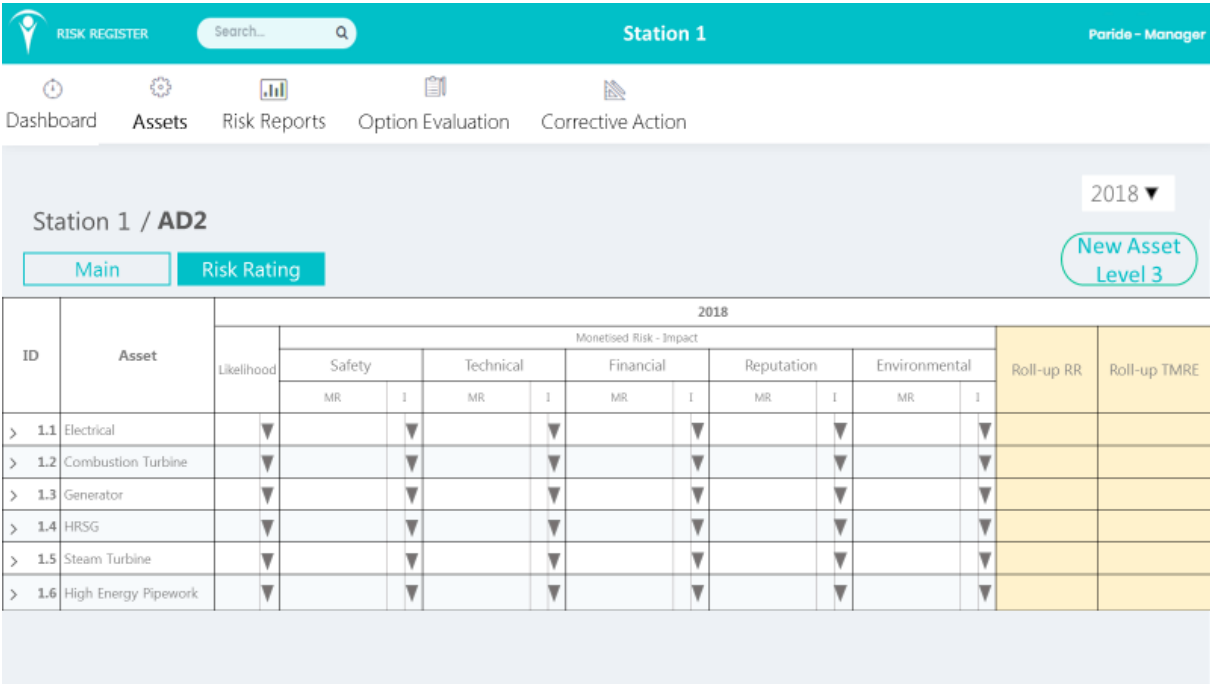 RISK REGISTER Search... Station 1 Paride - Manager
Dashboard Assets Risk Reports Option Evaluation Corrective Action
2018
Station 1 / AD2
New Asset
Level 3
Main Risk Rating
2018
Monetised Risk - Impact
ID Asset Likelihood Safety Technical Financial Reputation Environmental Roll-up RR Roll-up TMRE
MR I MR I MR I MR I MR I
1.1 Electrical
1.2 Combustion Turbine
1.3 Generator
1.4 HRSG
1.5 Steam Turbine
1.6 High Energy Pipework